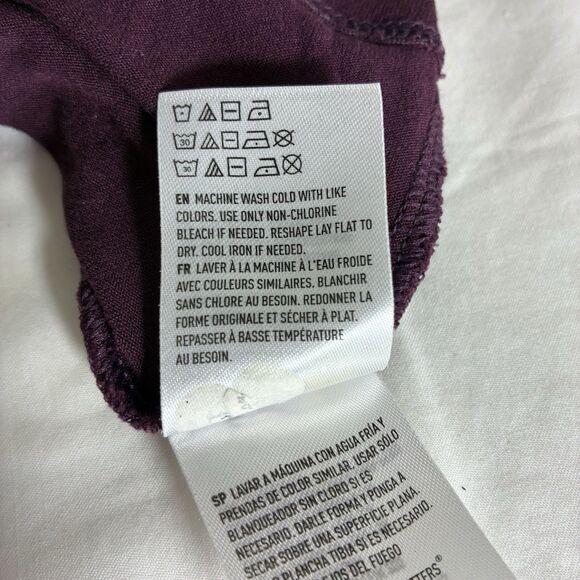 30
30
EN MACHINE WASH COLD WITH LIKE
COLORS. USE ONLY NON-CHLORINE
BLEACH IF NEEDED. RESHAPE LAY FLAT TO
DRY. COOL IRON IF NEEDED.
FR LAVER À LA MACHINE À L'EAU FROIDE
AVEC COULEURS SIMILAIRES. BLANCHIR
SANS CHLORE AU BESOIN. REDONNER LA
FORME ORIGINALE ET SÉCHER À PLAT.
REPASSER À BASSE TEMPÉRATURE
AU BESOIN.
SP LAVAR A MÁQUINA CON AGUA FRÍA Y
PRENDAS DE COLOR SIMILAR. USAR SÓLO
BLANQUEADOR SIN CLORO SI ES
NECESARIO. DARLE FORMA Y PONGA A
SECAR SOBRE UNA SUPERFICIE PLANA.
PLANCHA TIBIA SI ES NECESARIO.
DEL FUEGO